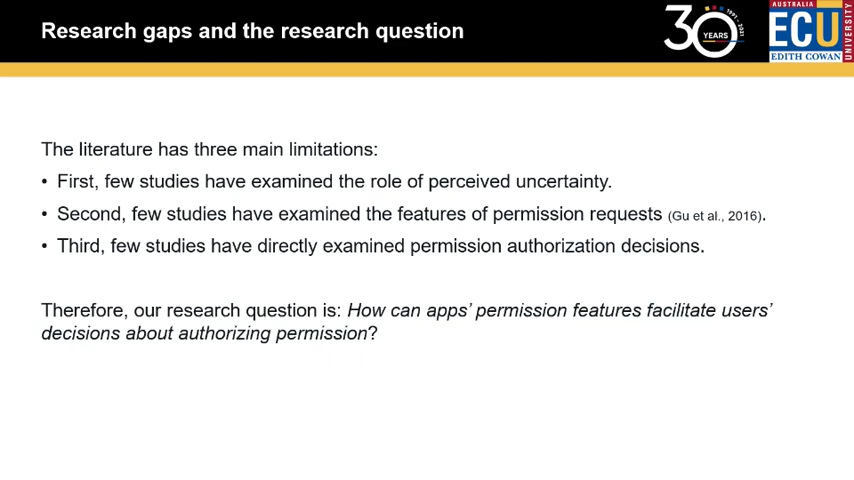 Research gaps and the research question
30 YEARS
1991 - 2021
AUSTRALIA
ECU
EDITH COWAN
UNIVERSITY
The literature has three main limitations:
• First, few studies have examined the role of perceived uncertainty.
• Second, few studies have examined the features of permission requests (Gu et al., 2016).
• Third, few studies have directly examined permission authorization decisions.
Therefore, our research question is: How can apps’ permission features facilitate users’
decisions about authorizing permission?